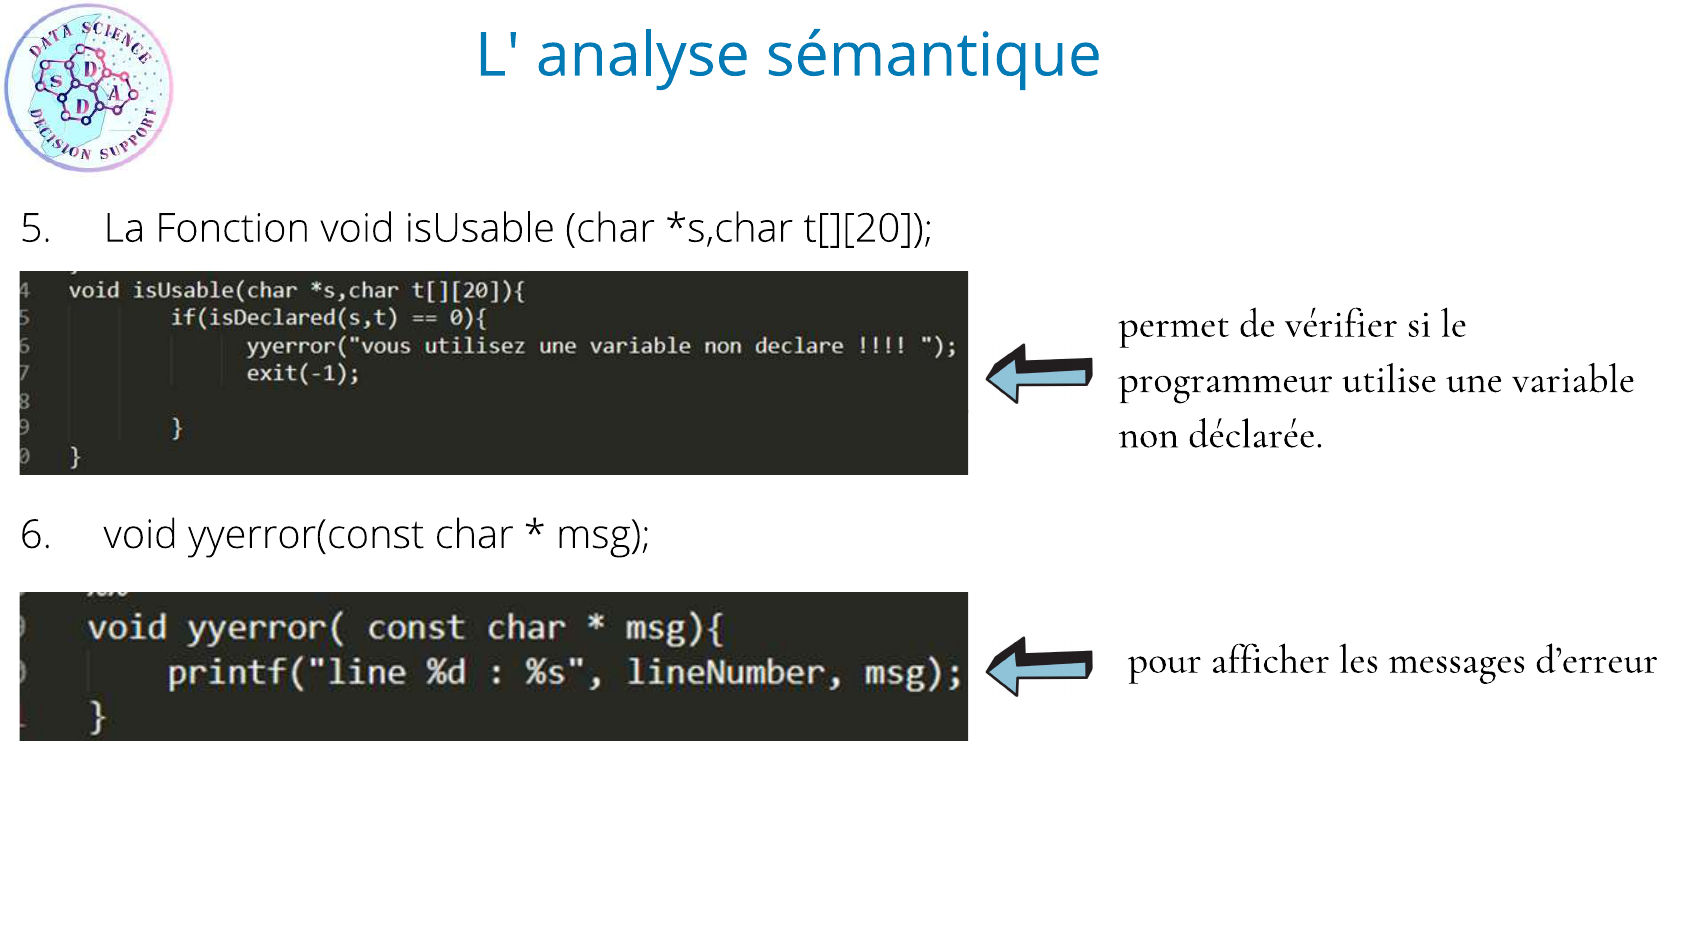 DATA SCIENCE
S D A D
DECISION SUPPORT
L' analyse sémantique
5. La Fonction void isUsable (char *s,char t[][20]);
4 void isUsable(char *s,char t[][20]){
5 if(isDeclared(s,t) == 0){
6 yyerror("vous utilisez une variable non declare !!!! ");
7 exit(-1);
8
9 }
0 }
permet de vérifier si le
programmeur utilise une variable
non déclarée.
6. void yyerror(const char * msg);
void yyerror( const char * msg){
printf("line %d : %s", lineNumber, msg);
}
pour afficher les messages d'erreur